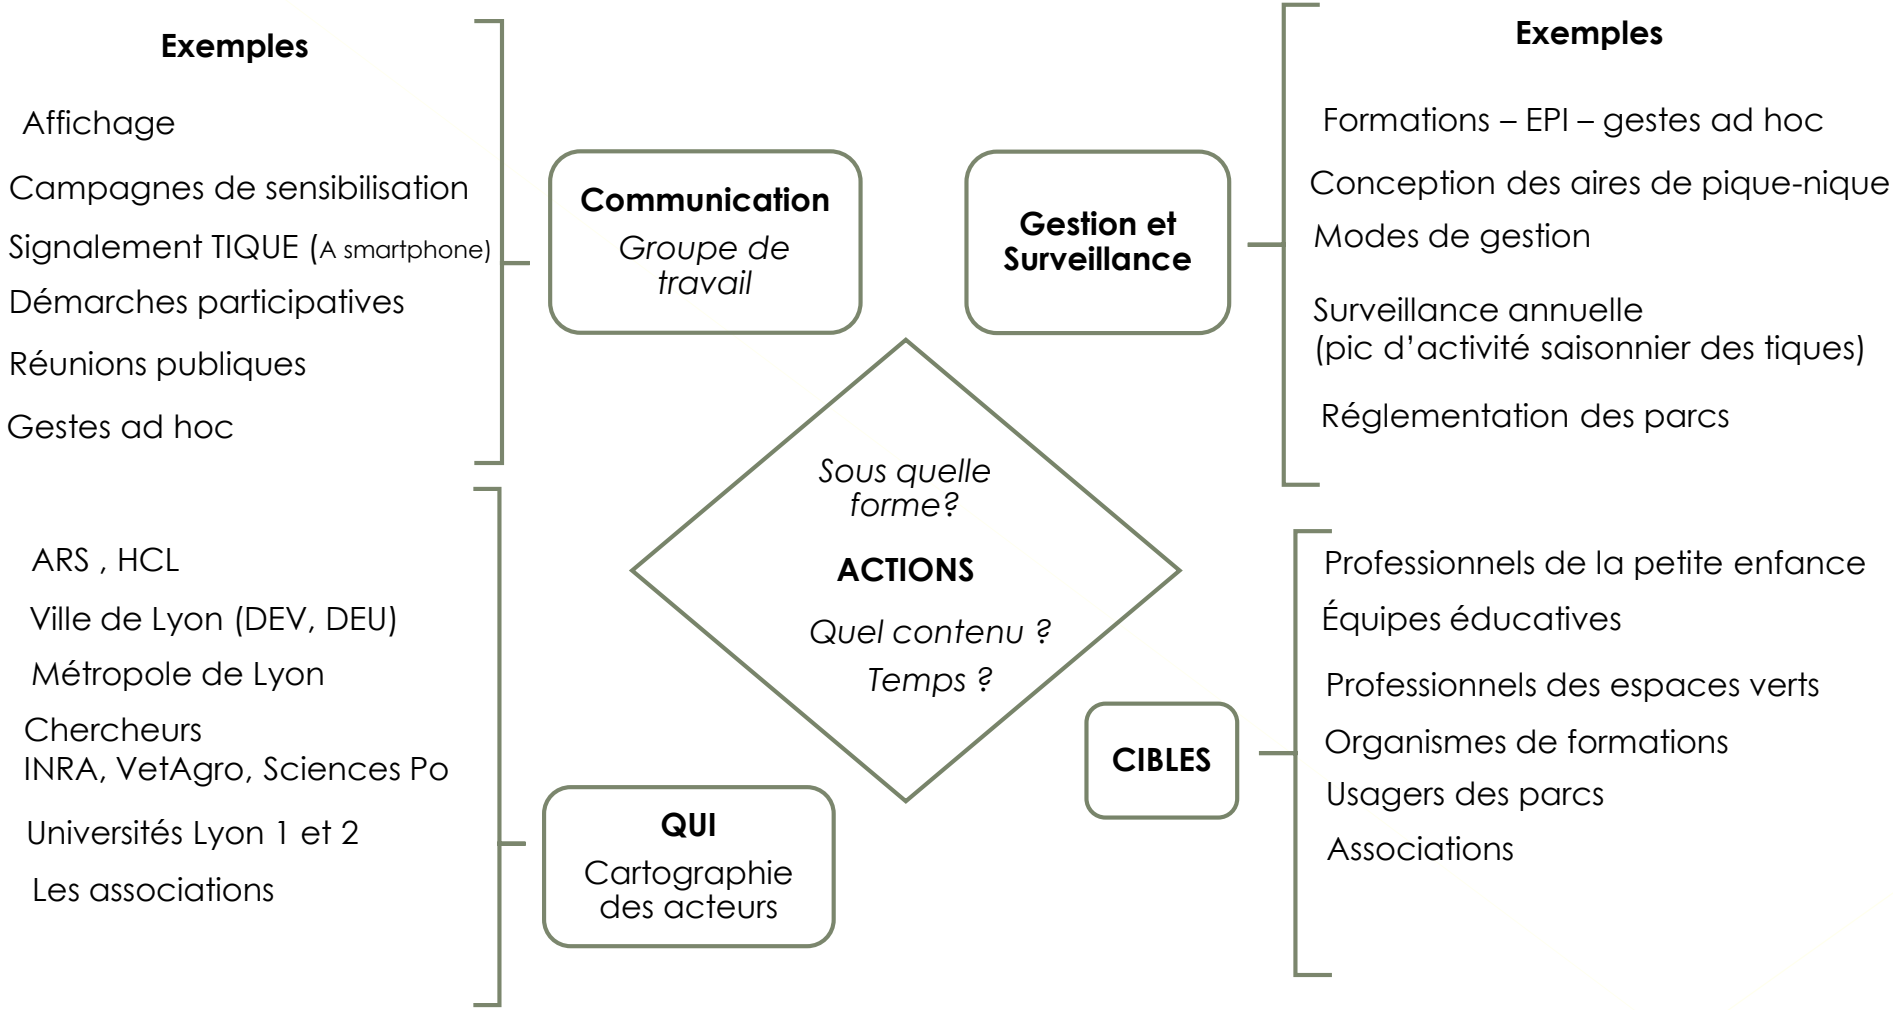 Exemples
Affichage
Campagnes de sensibilisation
Signalement TIQUE (A smartphone)
Démarches participatives
Réunions publiques
Gestes ad hoc
Communication
Groupe de
travail
Gestion et
Surveillance
Exemples
Formations – EPI – gestes ad hoc
Conception des aires de pique-nique
Modes de gestion
Surveillance annuelle
(pic d’activité saisonnier des tiques)
Réglementation des parcs
Sous quelle
forme?
ACTIONS
Quel contenu ?
Temps ?
ARS , HCL
Ville de Lyon (DEV, DEU)
Métropole de Lyon
Chercheurs
INRA, VetAgro, Sciences Po
Universités Lyon 1 et 2
Les associations
QUI
Cartographie
des acteurs
CIBLES
Professionnels de la petite enfance
Équipes éducatives
Professionnels des espaces verts
Organismes de formations
Usagers des parcs
Associations